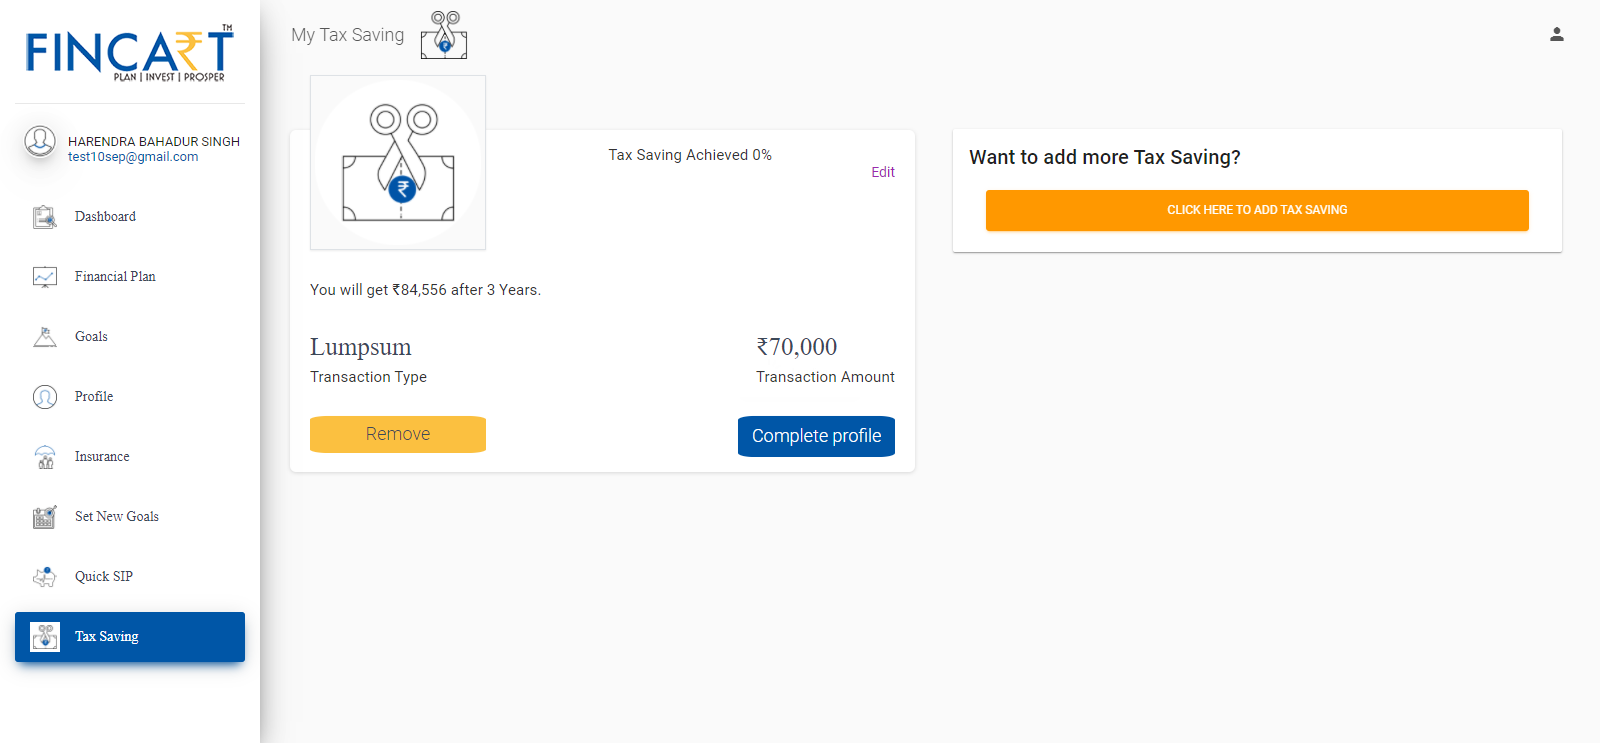 FINCART™
PLAN | INVEST | PROSPER
HARENDRA BAHADUR SINGH
test10sep@gmail.com
Dashboard
Financial Plan
Goals
Profile
Insurance
Set New Goals
Quick SIP
Tax Saving
My Tax Saving
₹
₹
Tax Saving Achieved 0%
Edit
You will get ₹84,556 after 3 Years.
Lumpsum
₹70,000
Transaction Type
Transaction Amount
Remove
Complete profile
Want to add more Tax Saving?
CLICK HERE TO ADD TAX SAVING